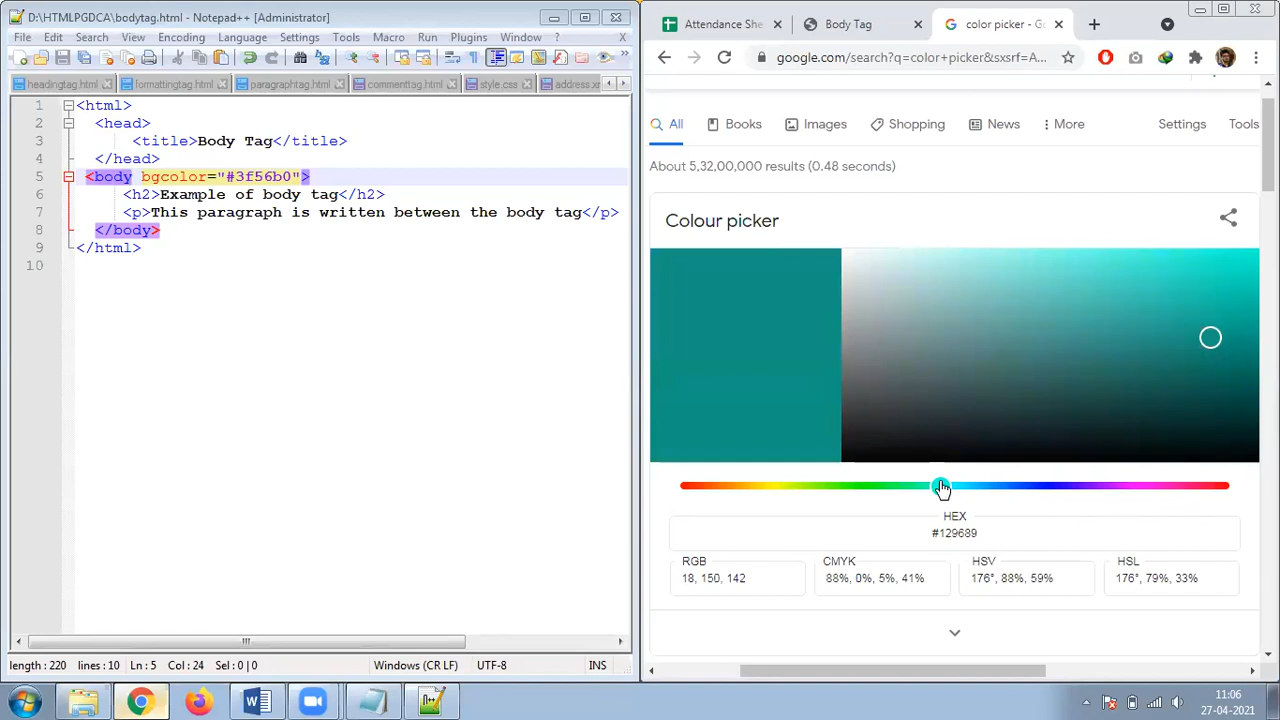 D:\HTMLPGDCA\bodytag.html - Notepad++ [Administrator]
File Edit Search View Encoding Language Settings Tools Macro Run Plugins Window ? X
headingtag.html formattingtag.html paragraphtag.html commenttag.html style.css address.xr
1 <html>
2 <head>
3 <title>Body Tag</title>
4 </head>
5 <body bgcolor="#3f56b0">
6 <h2>Example of body tag</h2>
7 <p>This paragraph is written between the body tag</p>
8 </body>
9 </html>
10
length : 220 lines : 10 Ln : 5 Col : 24 Sel : 0 | 0 Windows (CR LF) UTF-8 INS
Attendance She Body Tag color picker - Go
google.com/search?q=color+picker&sxsrf=A...
All Books Images Shopping News More Settings Tools
About 5,32,00,000 results (0.48 seconds)
Colour picker
HEX
#129689
RGB CMYK HSV HSL
18, 150, 142 88%, 0%, 5%, 41% 176°, 88%, 59% 176°, 79%, 33%
11:06
27-04-2021